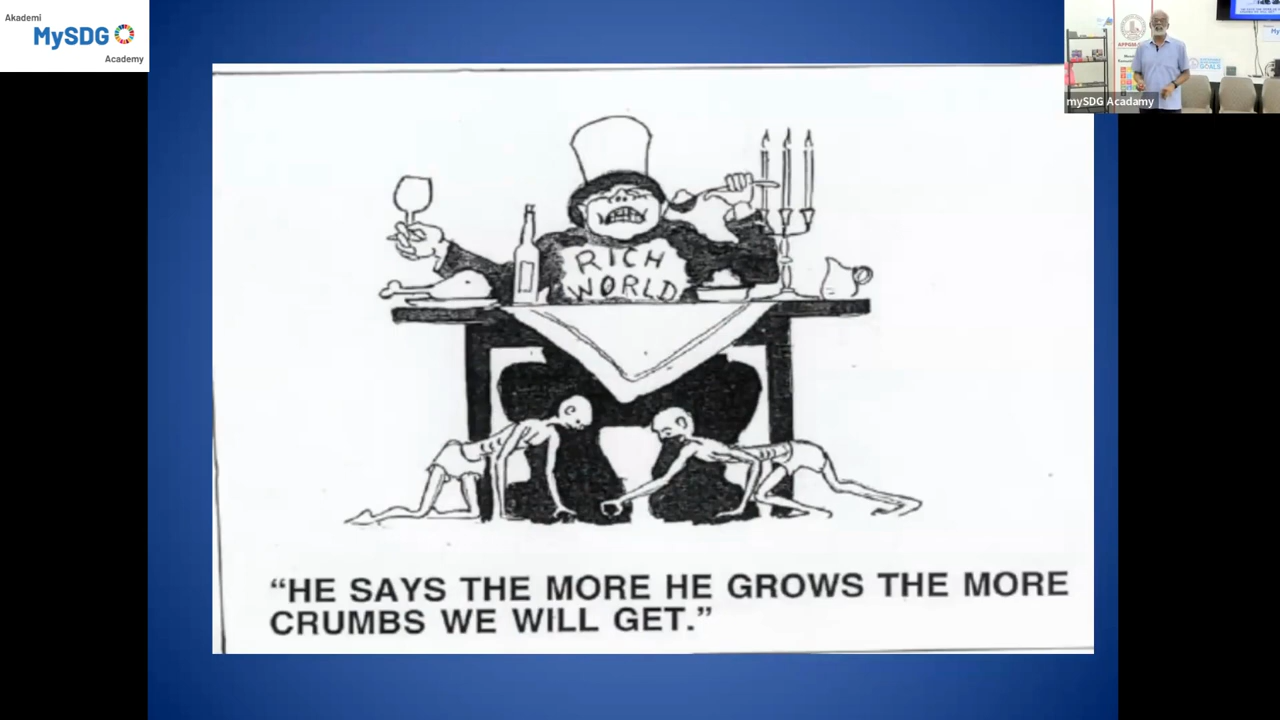 Akademi
MySDG
Academy
mySDG Acadamy
RICH
WORLD
“HE SAYS THE MORE HE GROWS THE MORE
CRUMBS WE WILL GET.”